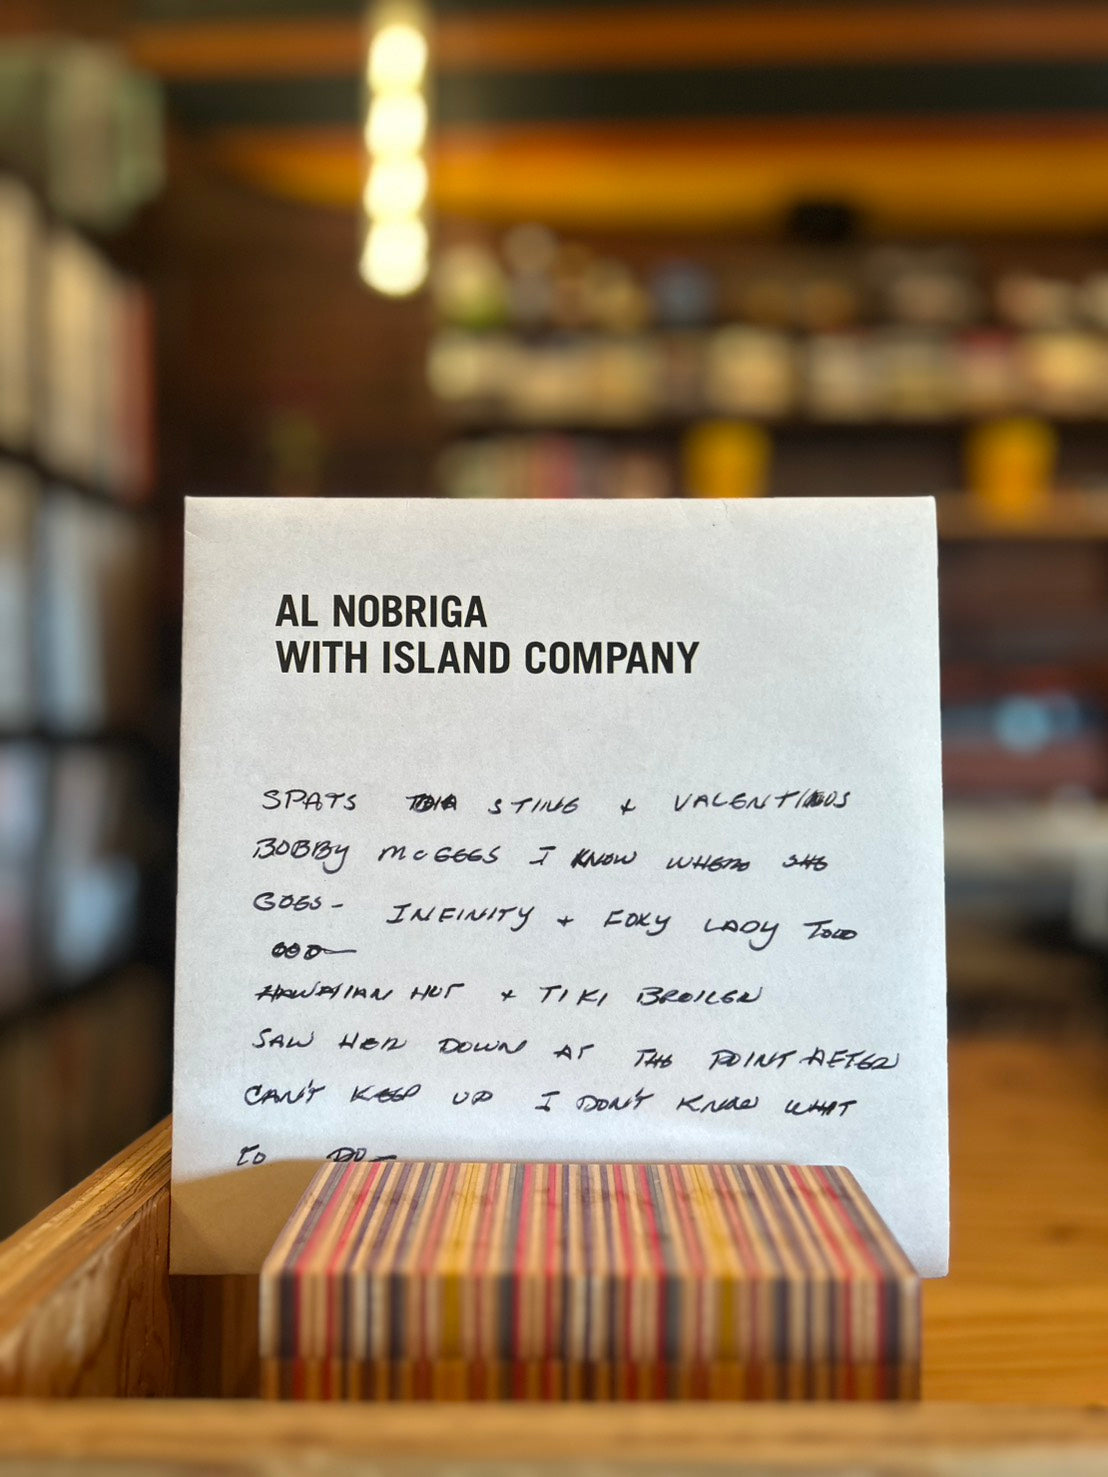 AL NOBRIGA
WITH ISLAND COMPANY
SPATS STING + VALENTINOS
BOBBY McGEES I KNOW WHERE SHE
GOES- INFINITY + FOXY LADY TOO
HAWAIIAN HUT + TIKI BROILER
SAW HER DOWN AT THE POINT AFTER
CAN'T KEEP UP I DON'T KNOW WHAT
TO DO-